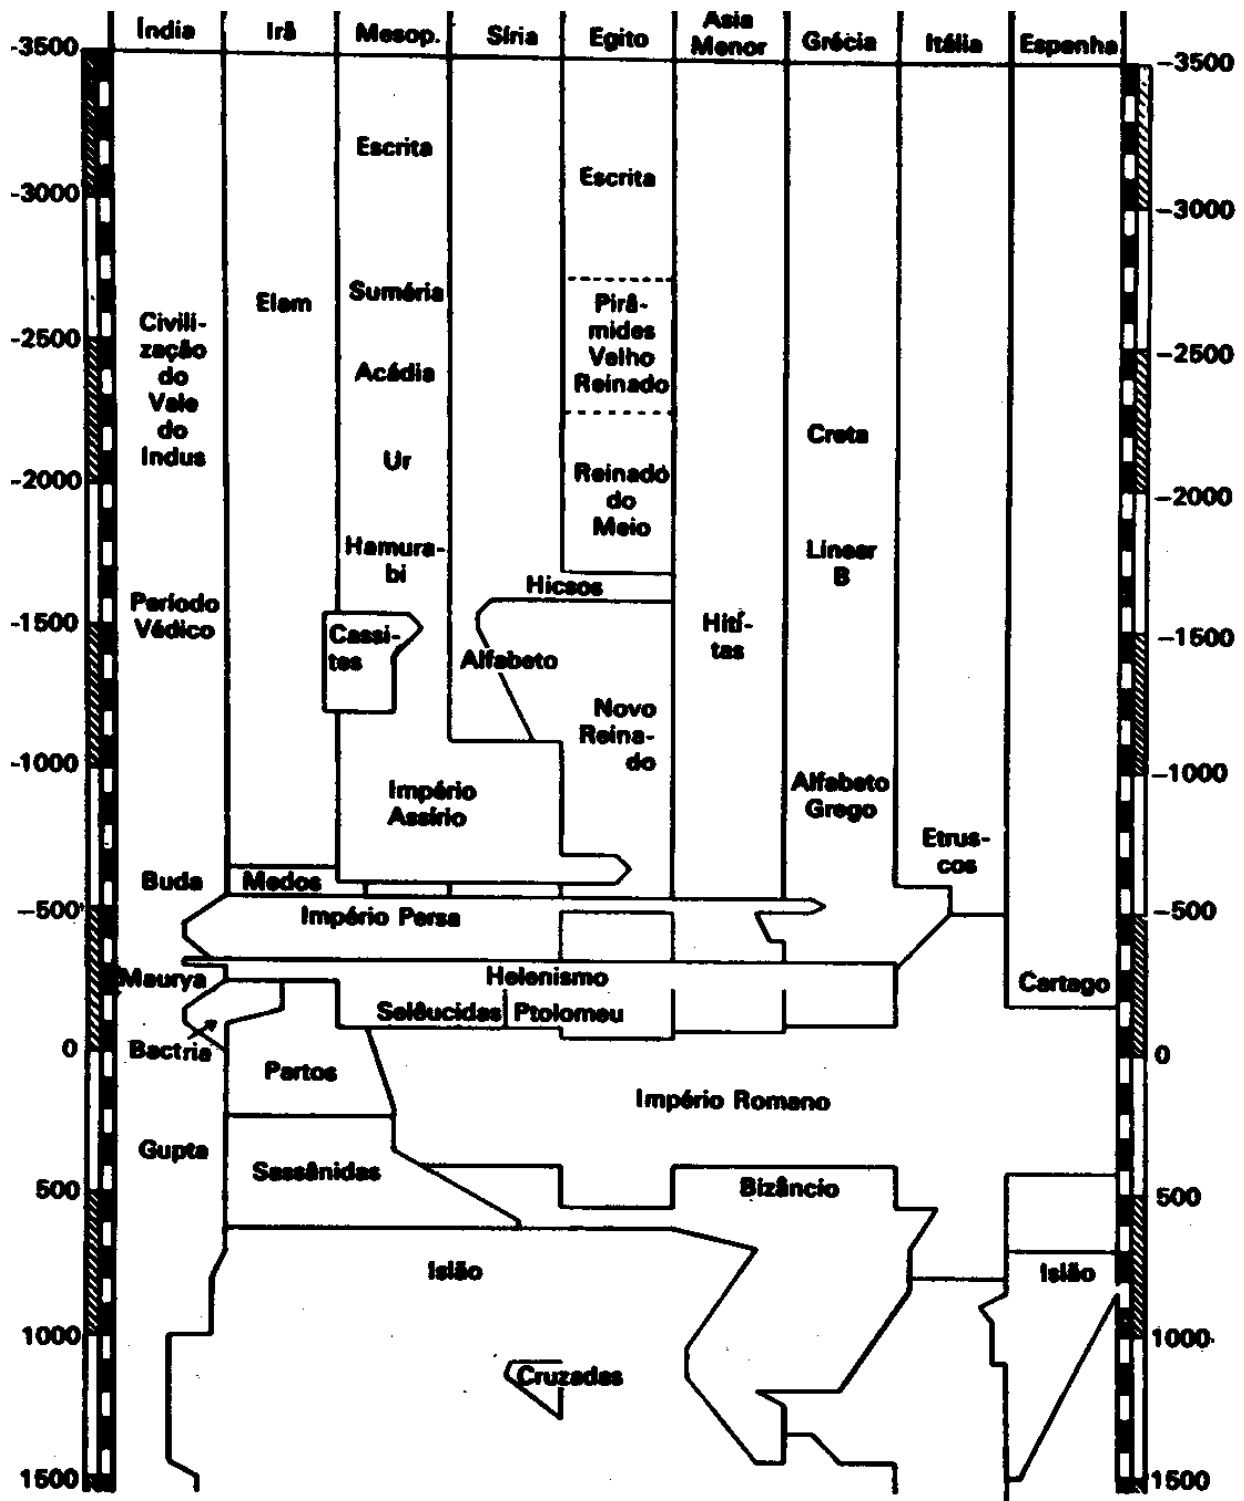 Índia
Irã
Mesop.
Síria
Egito
Asia
Menor
Grécia
Itália
Espanha
-3500
-3500
Escrita
Escrita
-3000
-3000
Elam
Suméria
Pirâ-
mides
Velho
Reinado
Civili-
zação
do
Vale
do
Indus
-2500
-2500
Acádia
Creta
Ur
Reinado
do
Meio
-2000
-2000
Hamura-
bi
Linear
B
Hicsos
Período
Védico
-1500
-1500
Cassi-
tes
Alfabeto
Hití-
tas
Novo
Reina-
do
-1000
-1000
Império
Assírio
Alfabeto
Grego
Etrus-
cos
Buda
Medos
-500
-500
Império Persa
Maurya
Helenismo
Cartago
Selêucidas
Ptolomeu
0
0
Bactria
Partos
Império Romano
Gupta
Sassânidas
Bizâncio
500
500
Islão
Islão
1000
1000
Cruzadas
1500
1500